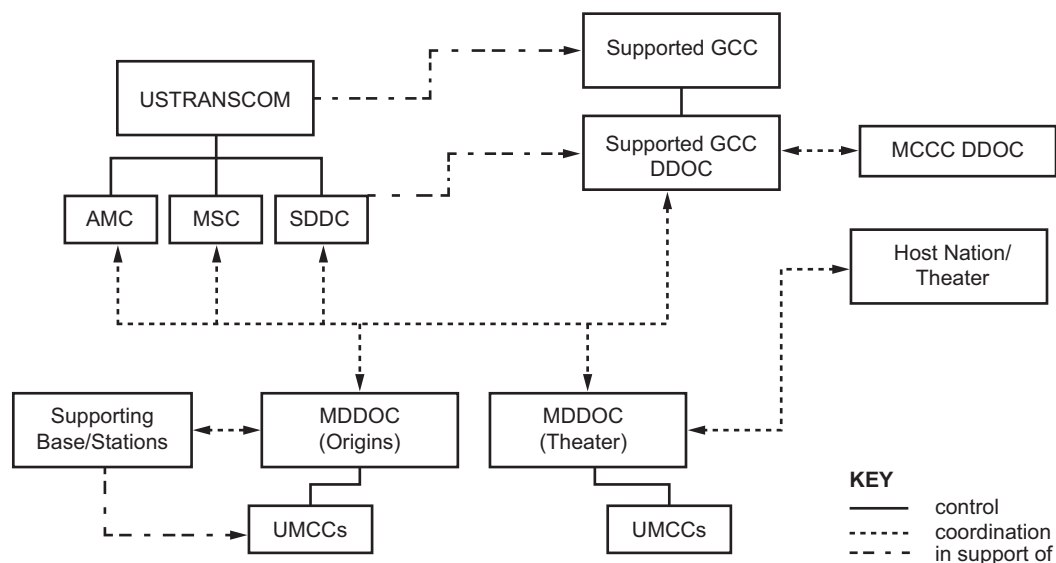 Supported GCC
USTRANSCOM
Supported GCC
DDOC
MCCC DDOC
AMC
MSC
SDDC
Host Nation/
Theater
Supporting
Base/Stations
MDDOC
(Origins)
MDDOC
(Theater)
UMCCs
UMCCs
KEY
control
coordination
in support of